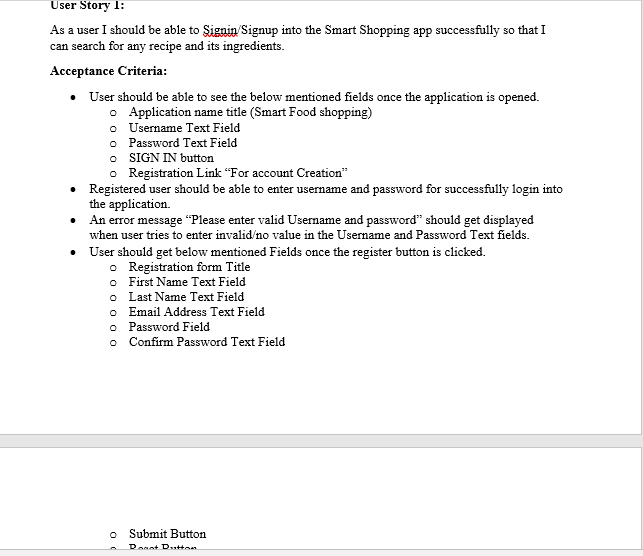 User Story 1:
As a user I should be able to Signin/Signup into the Smart Shopping app successfully so that I
can search for any recipe and its ingredients.
Acceptance Criteria:
• User should be able to see the below mentioned fields once the application is opened.
o Application name title (Smart Food shopping)
o Username Text Field
o Password Text Field
o SIGN IN button
o Registration Link “For account Creation”
• Registered user should be able to enter username and password for successfully login into
the application.
• An error message “Please enter valid Username and password” should get displayed
when user tries to enter invalid/no value in the Username and Password Text fields.
• User should get below mentioned Fields once the register button is clicked.
o Registration form Title
o First Name Text Field
o Last Name Text Field
o Email Address Text Field
o Password Field
o Confirm Password Text Field
o Submit Button
o Reset Button